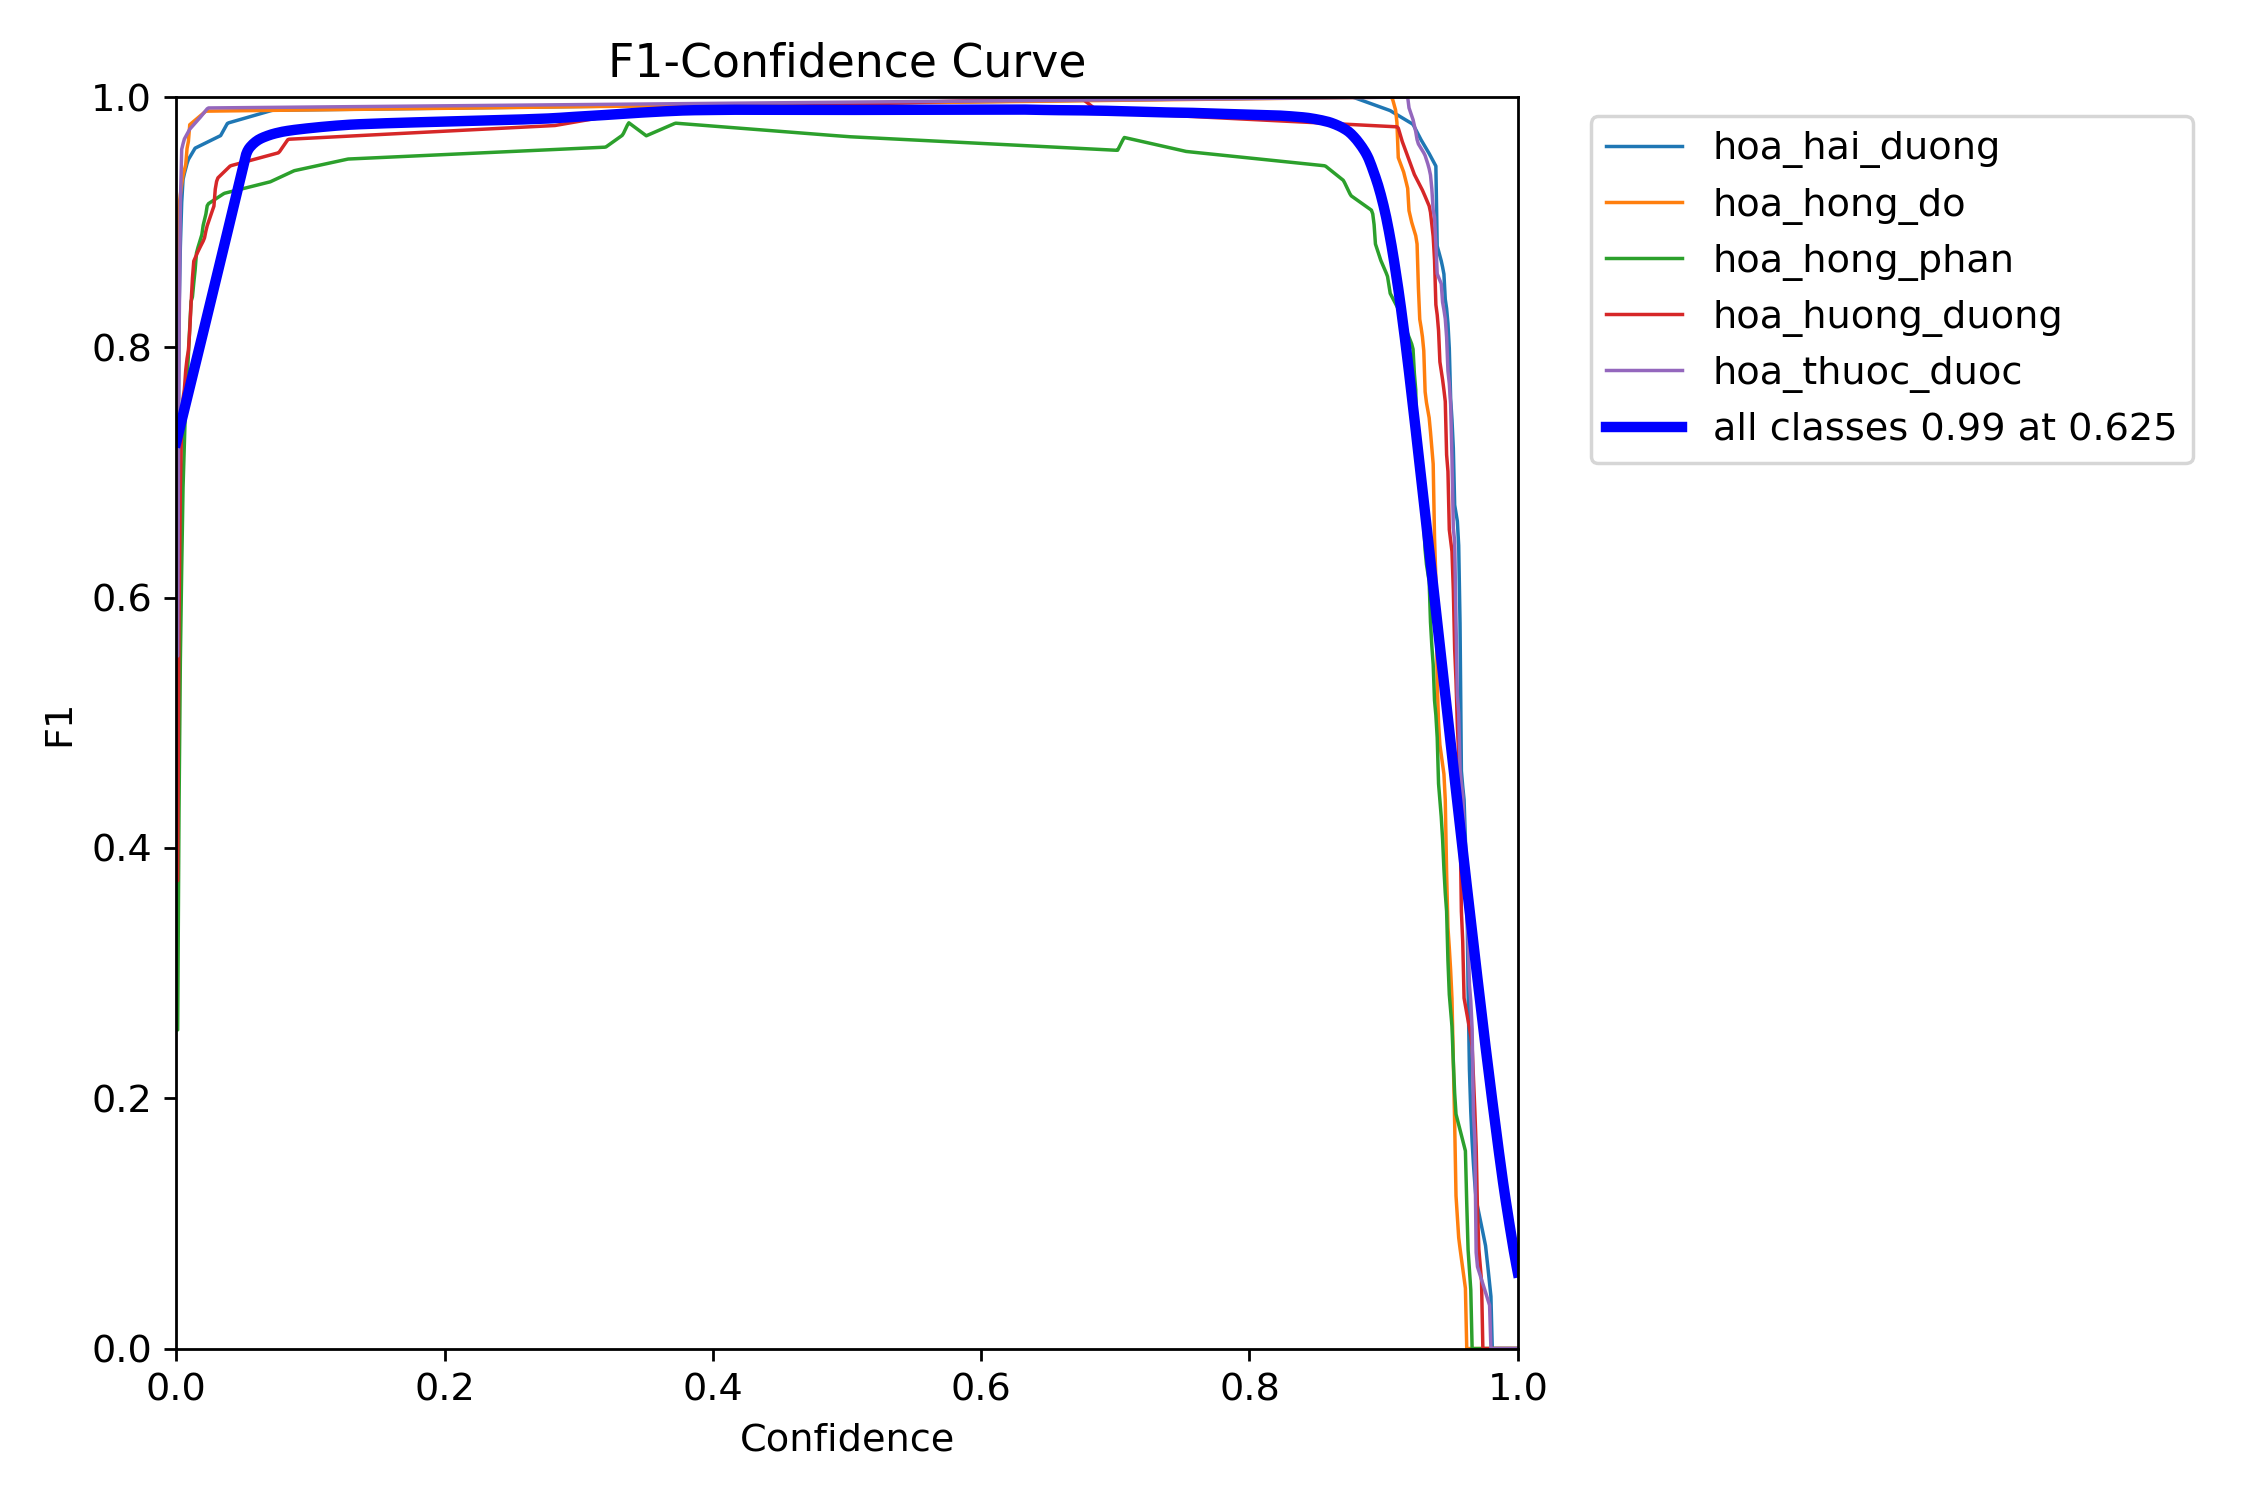 F1-Confidence Curve
1.0
0.8
0.6
0.4
0.2
0.0
F1
0.0 0.2 0.4 0.6 0.8 1.0
Confidence
hoa_hai_duong
hoa_hong_do
hoa_hong_phan
hoa_huong_duong
hoa_thuoc_duoc
all classes 0.99 at 0.625